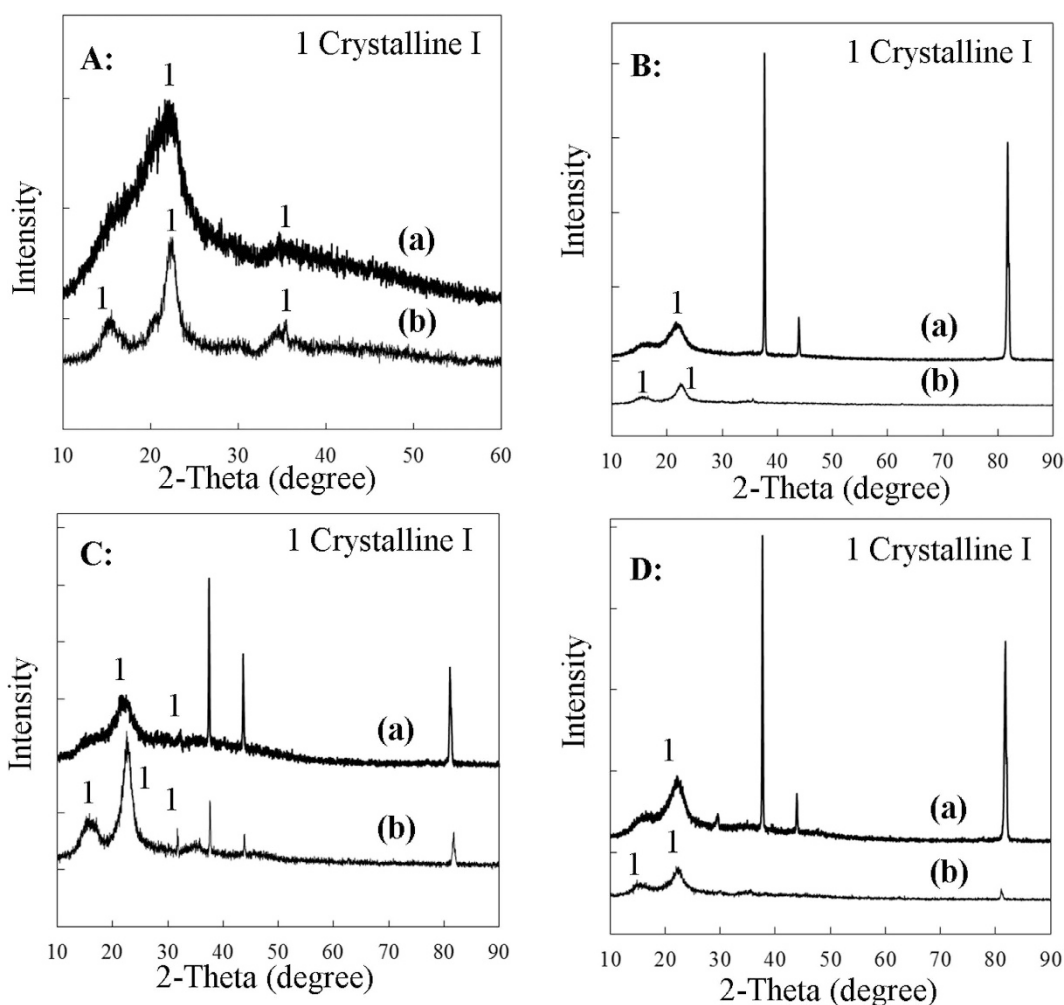 1 Crystalline I
A:
1
1
1
(a)
1
1
(b)
Intensity
10 20 30 40 50 60
2-Theta (degree)
1 Crystalline I
B:
1
(a)
1
1
(b)
Intensity
10 20 30 40 50 60 70 80 90
2-Theta (degree)
1 Crystalline I
C:
1
1
(a)
1
1
1
(b)
Intensity
10 20 30 40 50 60 70 80 90
2-Theta (degree)
1 Crystalline I
D:
1
(a)
1
1
(b)
Intensity
10 20 30 40 50 60 70 80 90
2-Theta (degree)